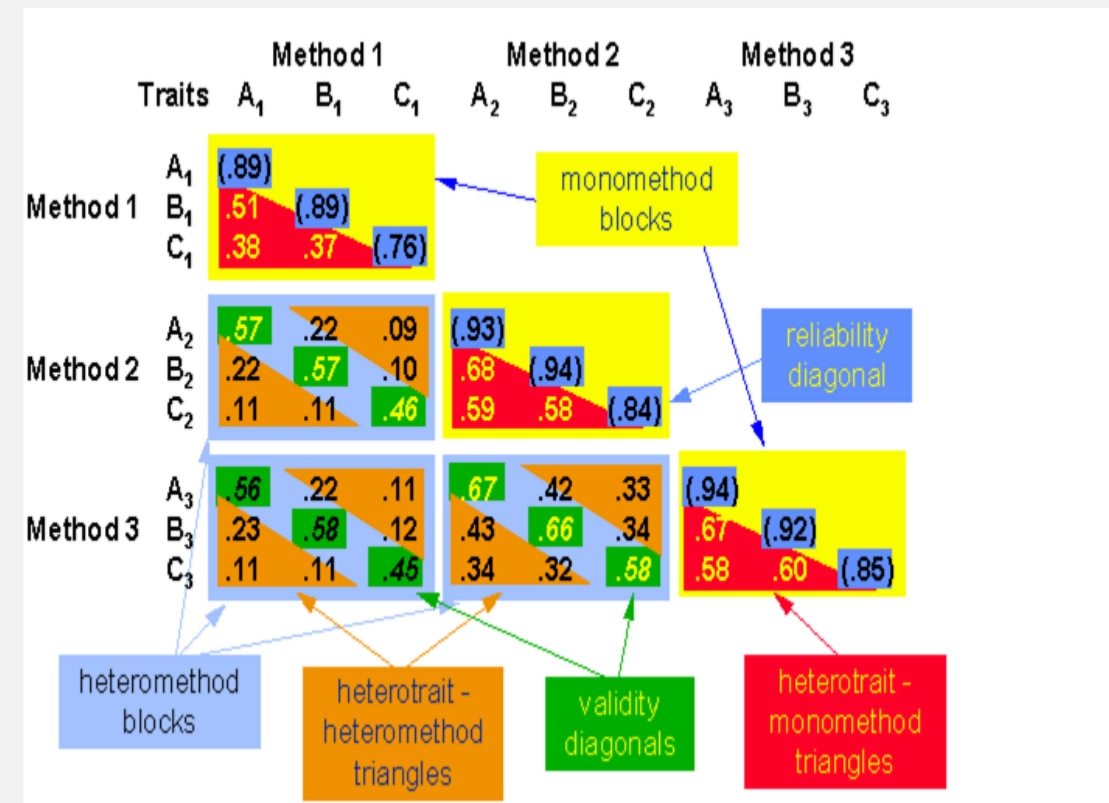 Method 1 Method 2 Method 3
Traits A₁ B₁ C₁ A₂ B₂ C₂ A₃ B₃ C₃
A₁ (.89)
Method 1 B₁ .51 (.89)
C₁ .38 .37 (.76)
monomethod
blocks
A₂ .57 .22 .09 (.93)
Method 2 B₂ .22 .57 .10 .68 (.94)
C₂ .11 .11 .46 .59 .58 (.84)
reliability
diagonal
A₃ .56 .22 .11 .67 .42 .33 (.94)
Method 3 B₃ .23 .58 .12 .43 .66 .34 .67 (.92)
C₃ .11 .11 .45 .34 .32 .58 .58 .60 (.85)
heteromethod
blocks
heterotrait -
heteromethod
triangles
validity
diagonals
heterotrait -
monomethod
triangles